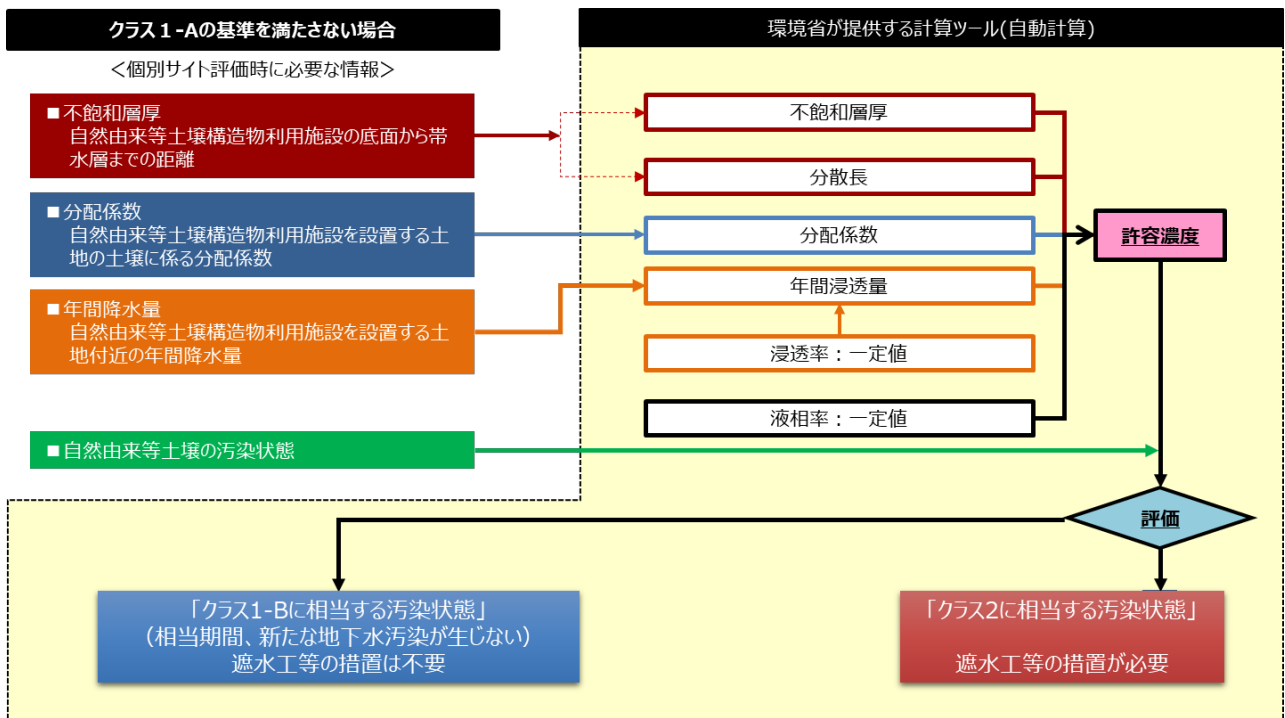 クラス１-Aの基準を満たさない場合
＜個別サイト評価時に必要な情報＞
■不飽和層厚
自然由来等土壌構造物利用施設の底面から帯
水層までの距離
■分配係数
自然由来等土壌構造物利用施設を設置する土
地の土壌に係る分配係数
■年間降水量
自然由来等土壌構造物利用施設を設置する土
地付近の年間降水量
■自然由来等土壌の汚染状態
環境省が提供する計算ツール(自動計算)
不飽和層厚
分散長
分配係数
年間浸透量
浸透率：一定値
液相率：一定値
許容濃度
評価
「クラス1-Bに相当する汚染状態」
（相当期間、新たな地下水汚染が生じない）
遮水工等の措置は不要
「クラス2に相当する汚染状態」
遮水工等の措置が必要